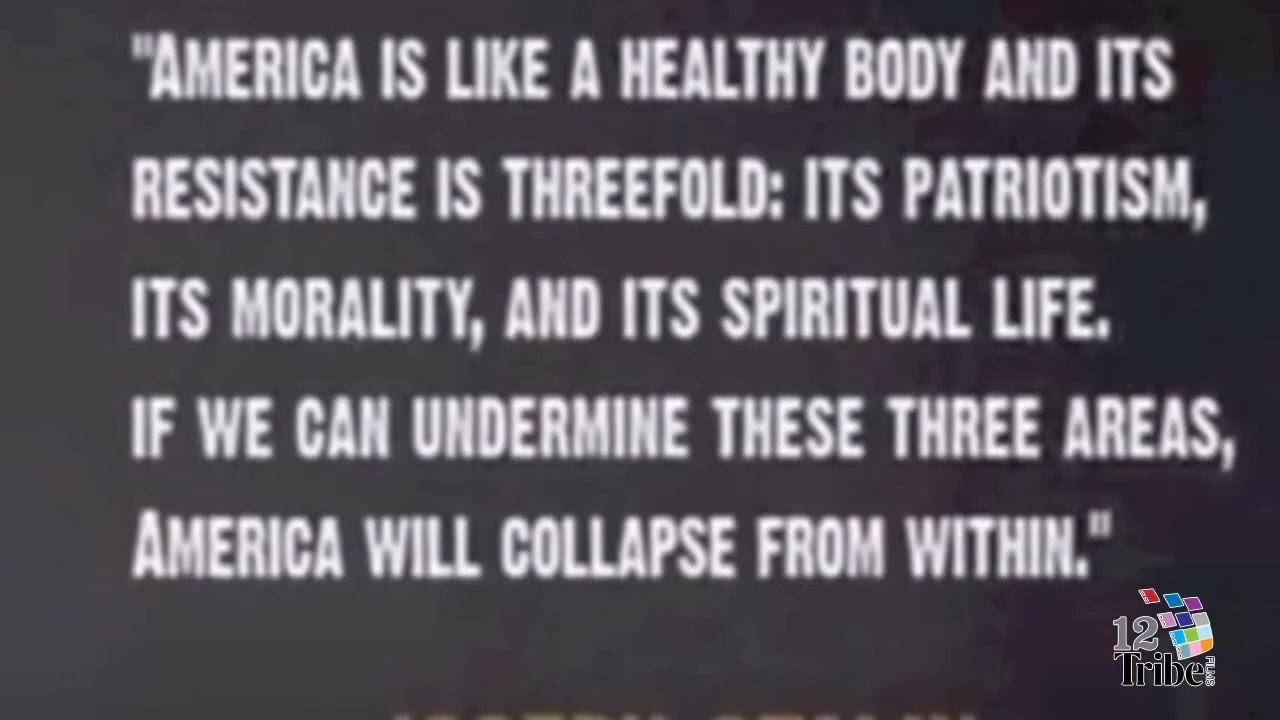 "AMERICA IS LIKE A HEALTHY BODY AND ITS
RESISTANCE IS THREEFOLD: ITS PATRIOTISM,
ITS MORALITY, AND ITS SPIRITUAL LIFE.
IF WE CAN UNDERMINE THESE THREE AREAS,
AMERICA WILL COLLAPSE FROM WITHIN."
12
Tribe FILMS